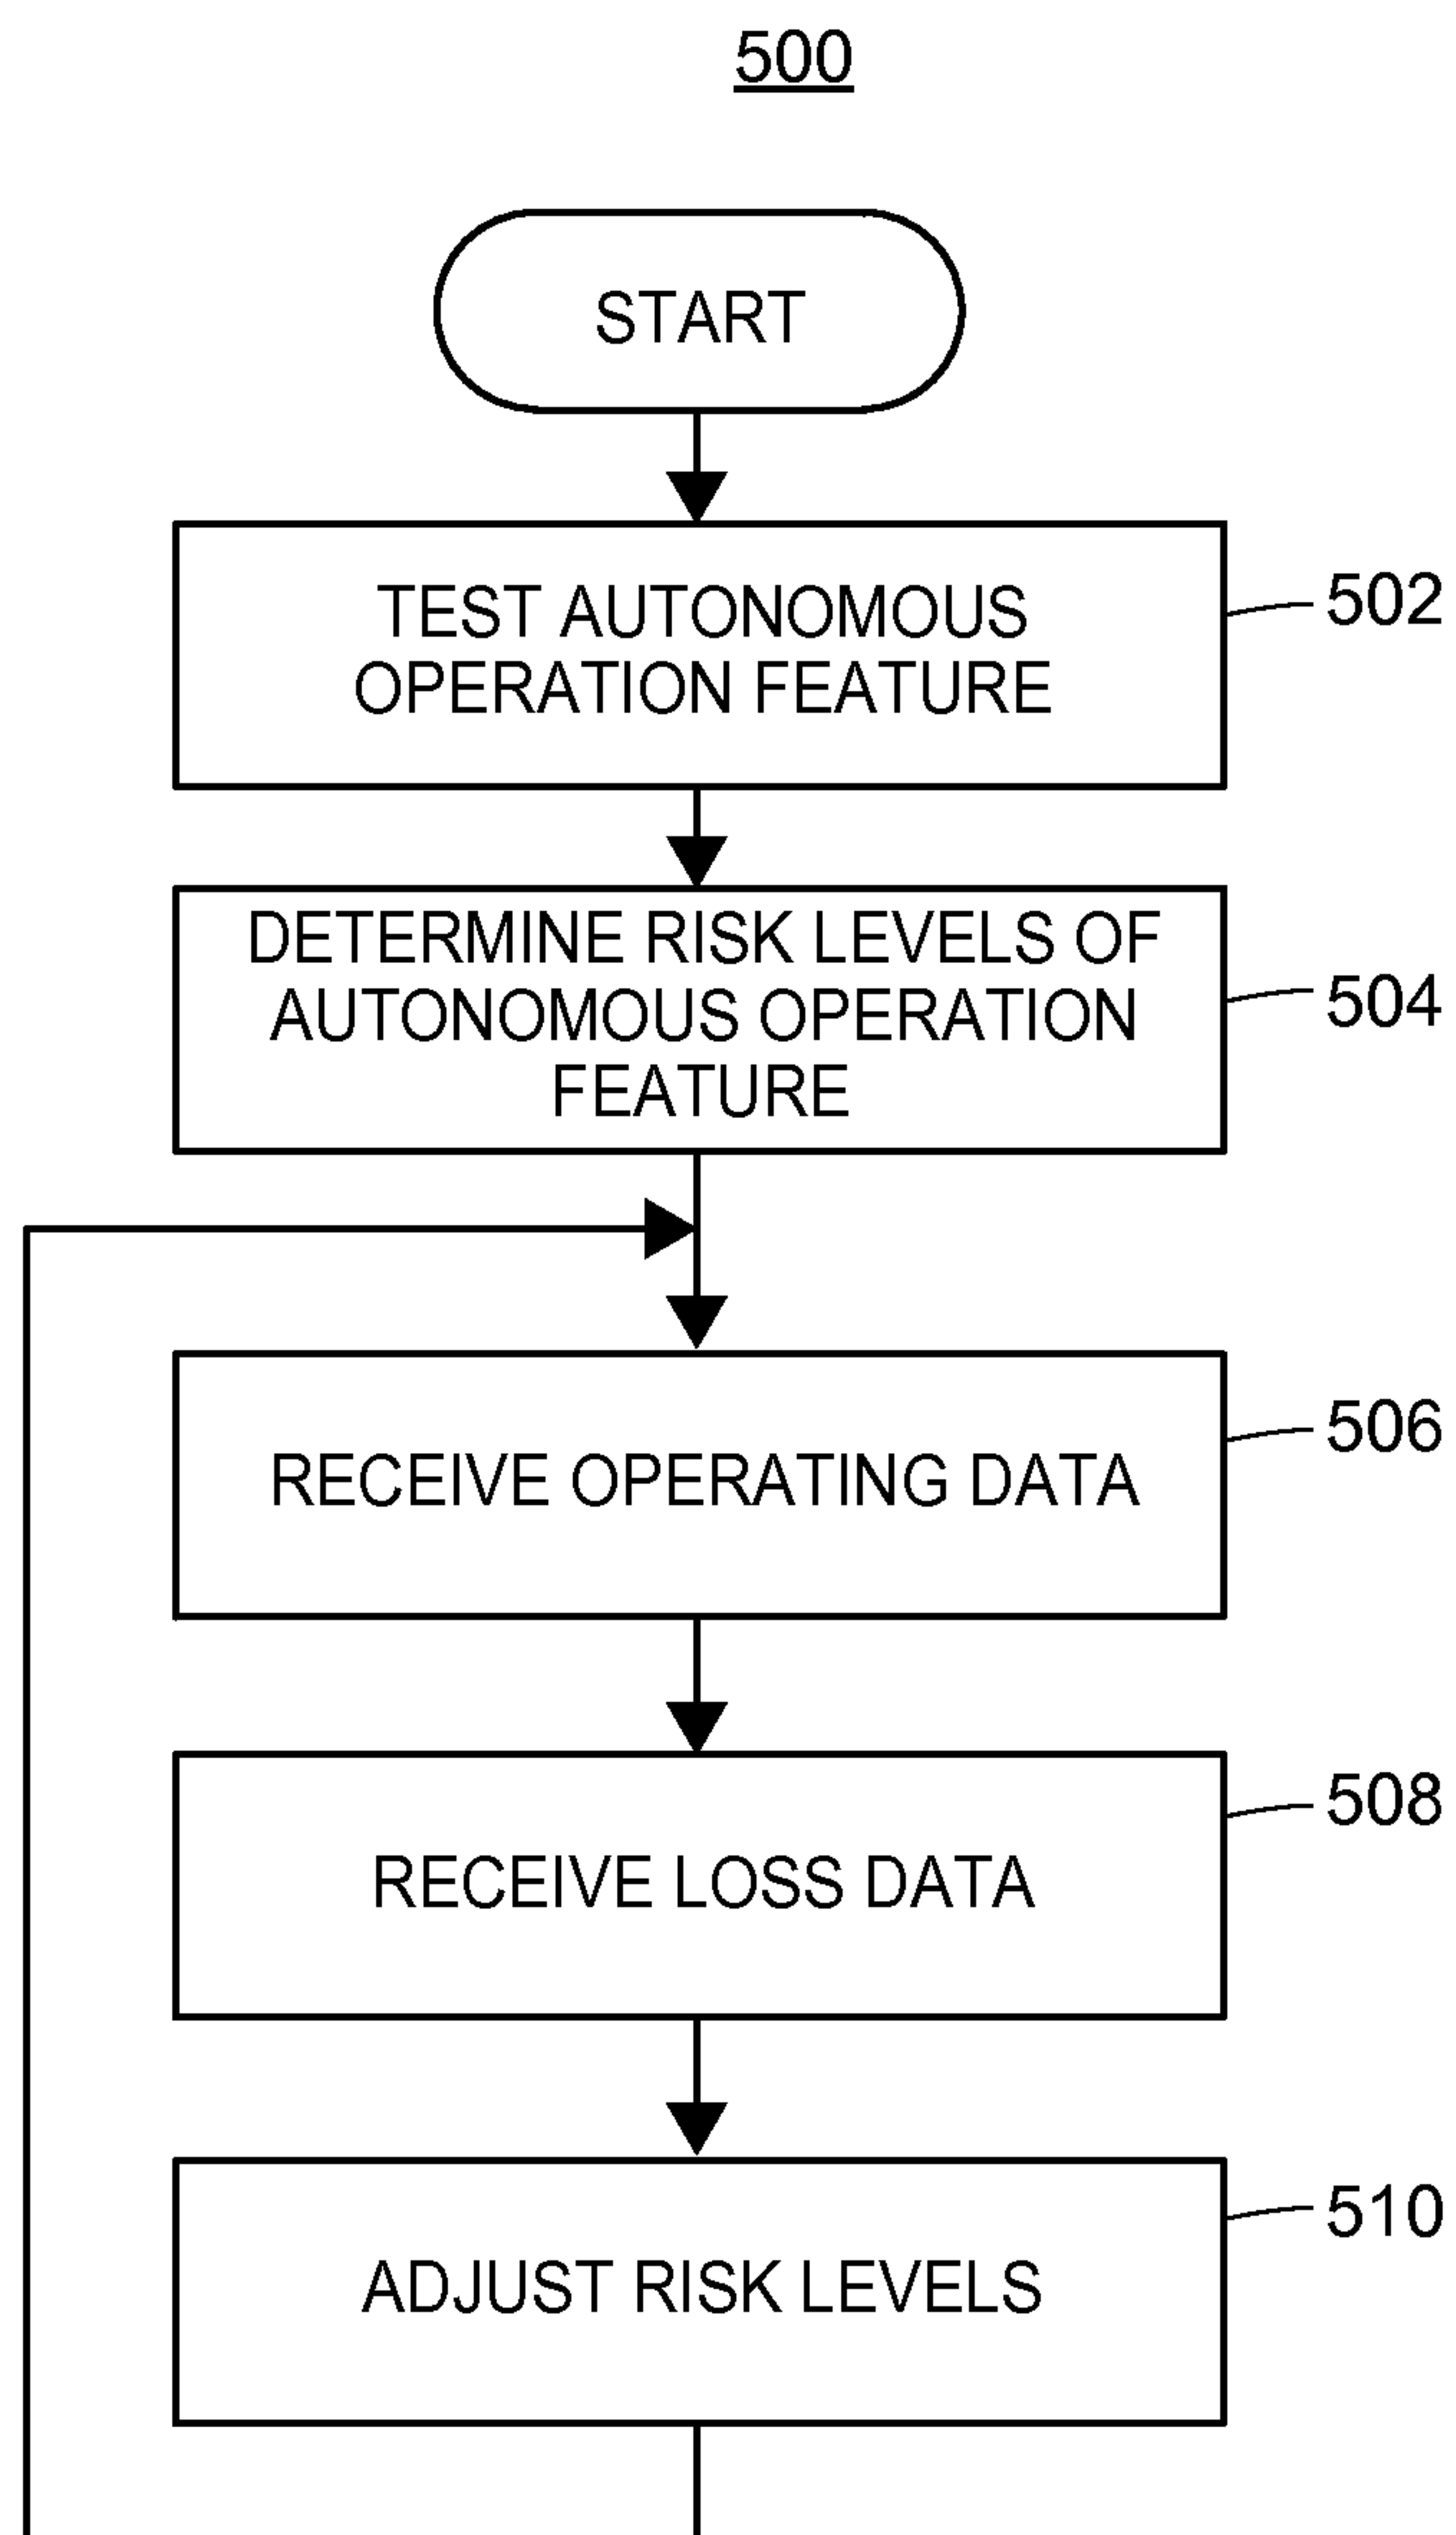 500
START
TEST AUTONOMOUS
OPERATION FEATURE
502
DETERMINE RISK LEVELS OF
AUTONOMOUS OPERATION
FEATURE
504
RECEIVE OPERATING DATA
506
RECEIVE LOSS DATA
508
ADJUST RISK LEVELS
510